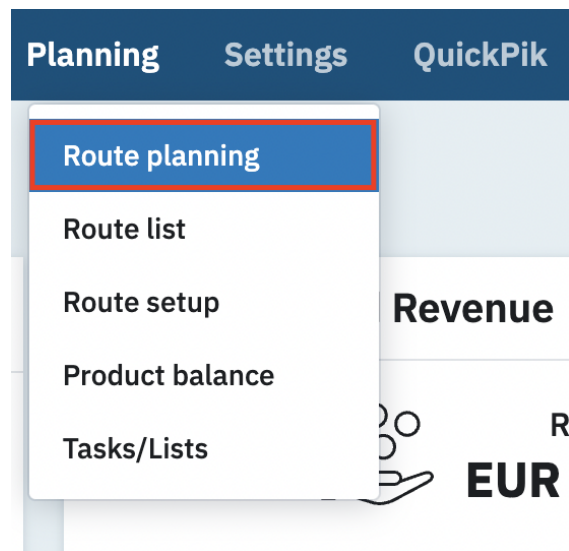 Planning Settings QuickPik
Route planning
Route list
Route setup
Revenue
Product balance
Tasks/Lists
R
EUR